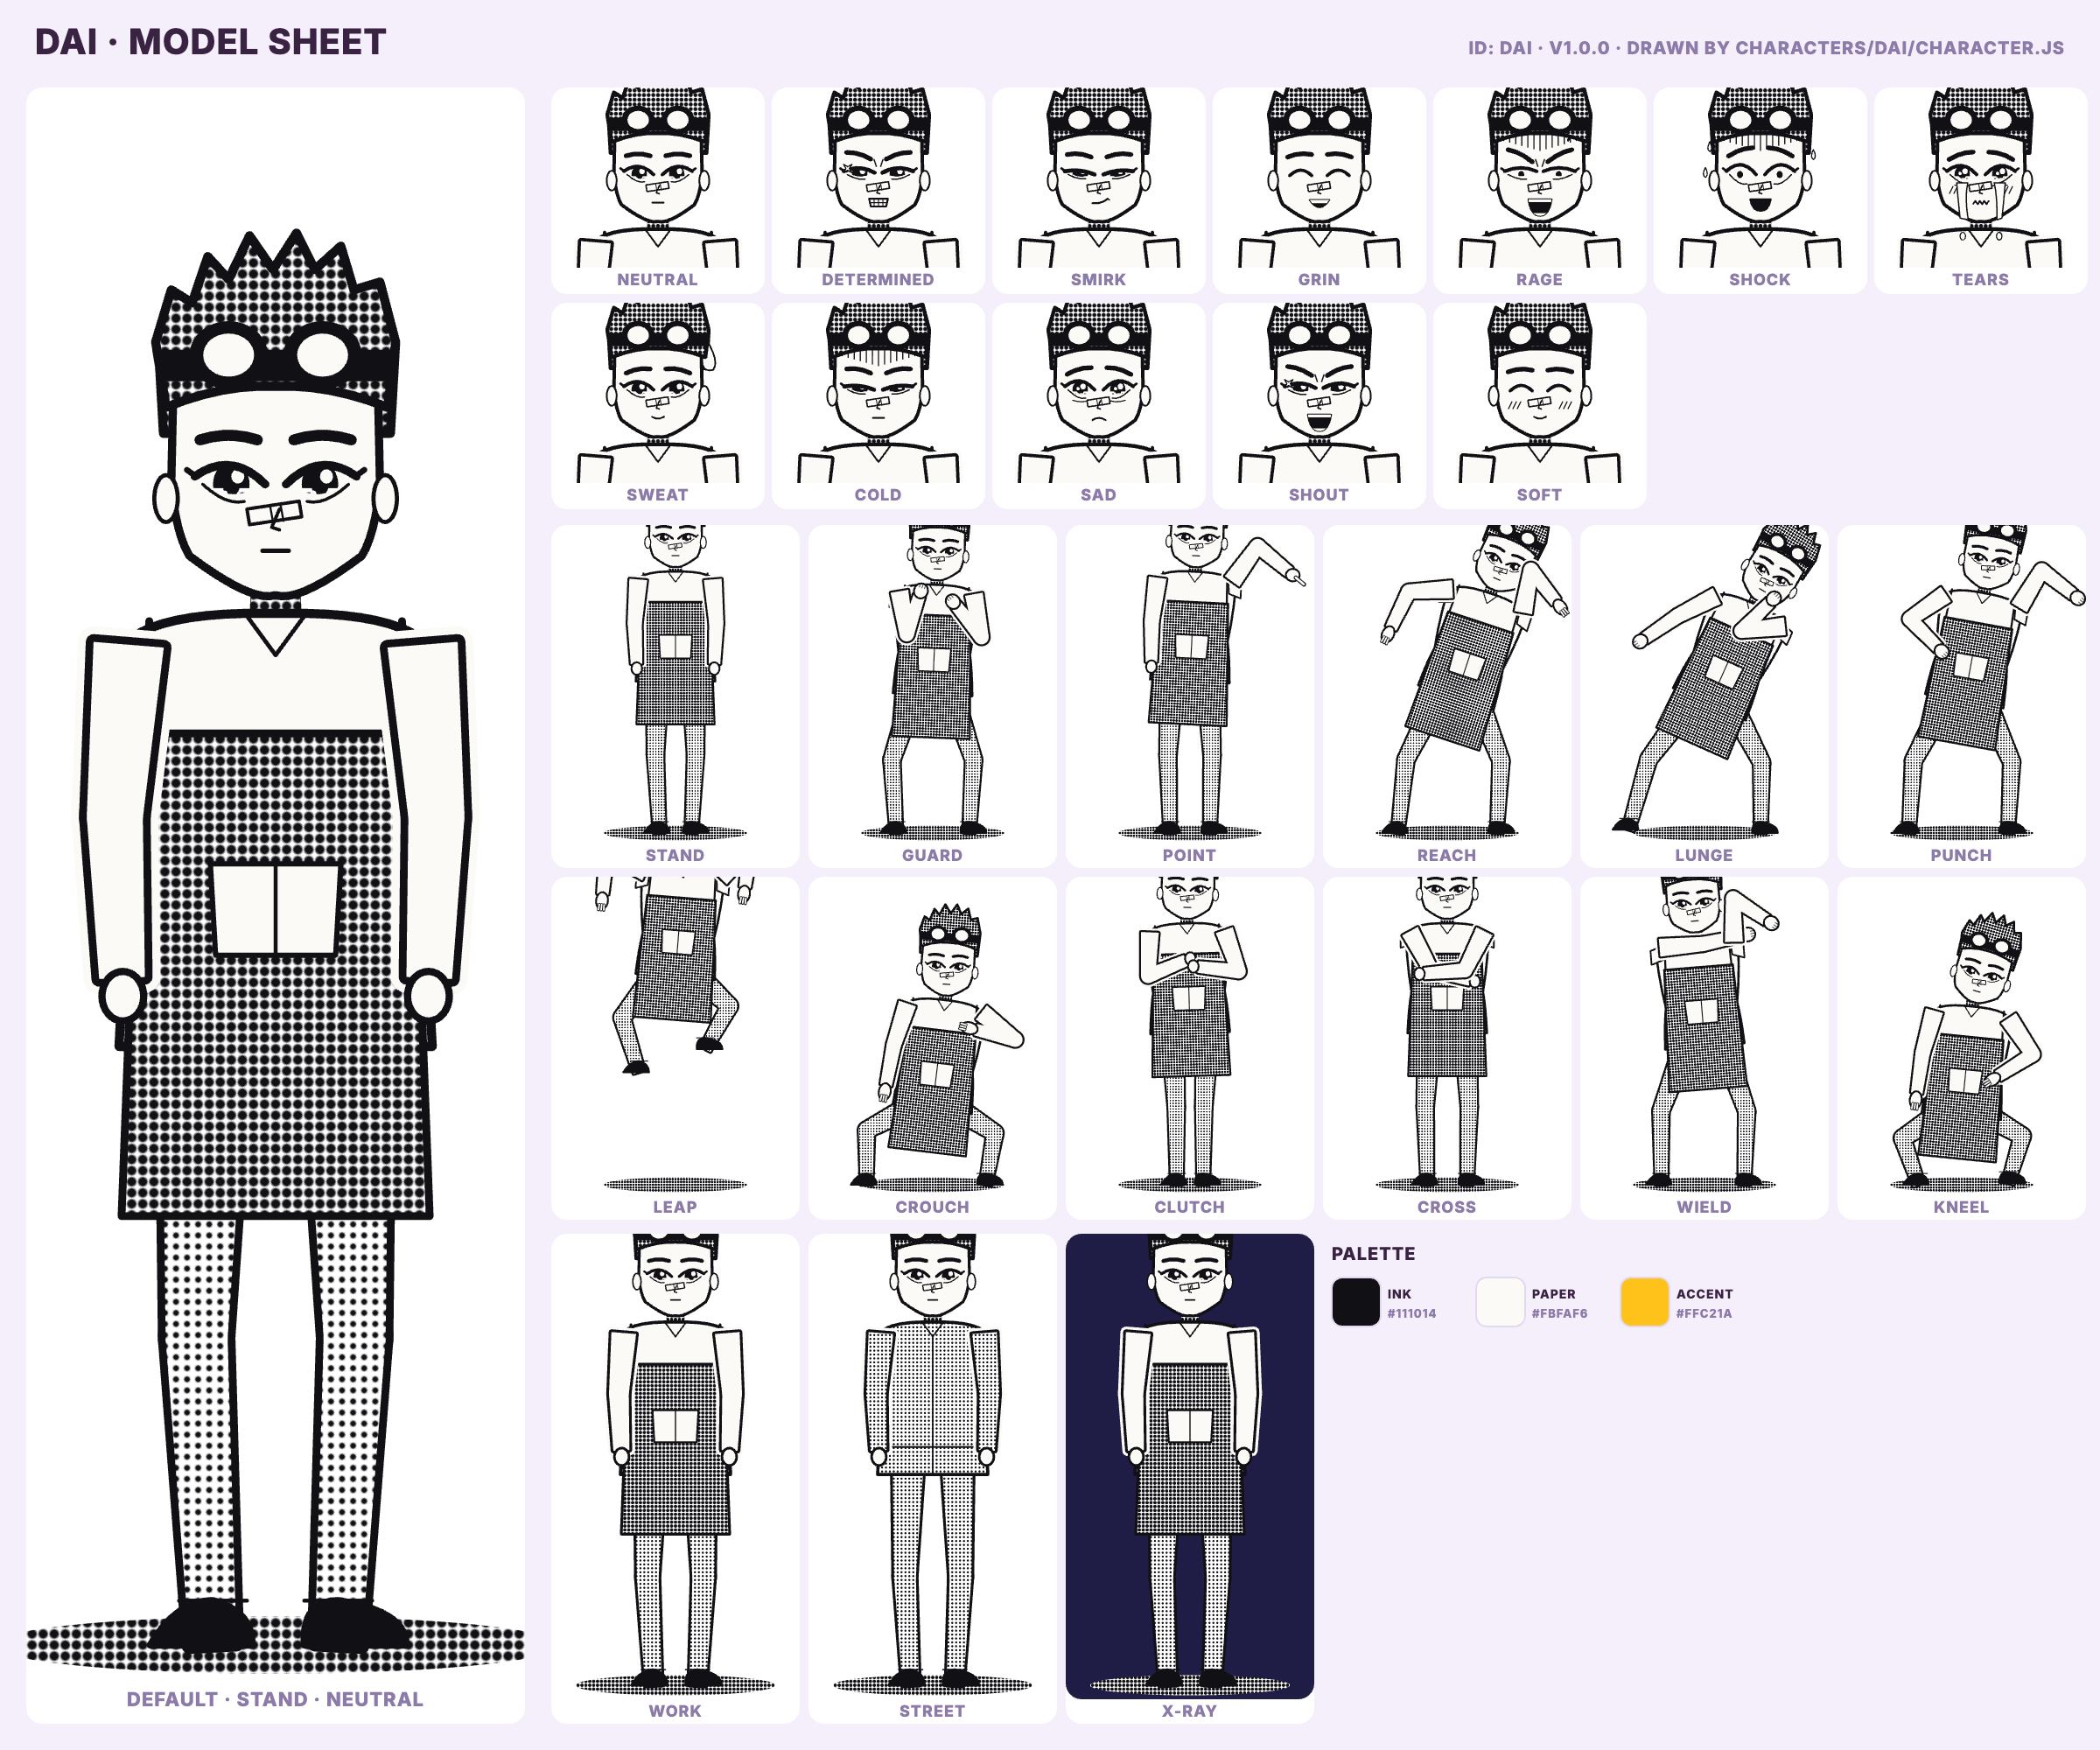 DAI · MODEL SHEET
ID: DAI · V1.0.0 · DRAWN BY CHARACTERS/DAI/CHARACTER.JS
NEUTRAL
DETERMINED
SMIRK
GRIN
RAGE
SHOCK
TEARS
SWEAT
COLD
SAD
SHOUT
SOFT
STAND
GUARD
POINT
REACH
LUNGE
PUNCH
LEAP
CROUCH
CLUTCH
CROSS
WIELD
KNEEL
PALETTE
INK
#111014
PAPER
#FBFAF6
ACCENT
#FFC21A
DEFAULT · STAND · NEUTRAL
WORK
STREET
X-RAY